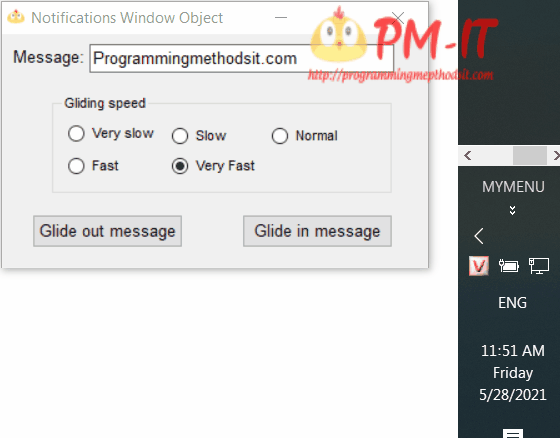 Notifications Window Object
PM-IT
Message: Programmingmethodsit.com
http://programmingmepthodsit.com
Gliding speed
Very slow Slow Normal
Fast Very Fast
Glide out message Glide in message
MYMENU
V
ENG
11:51 AM
Friday
5/28/2021